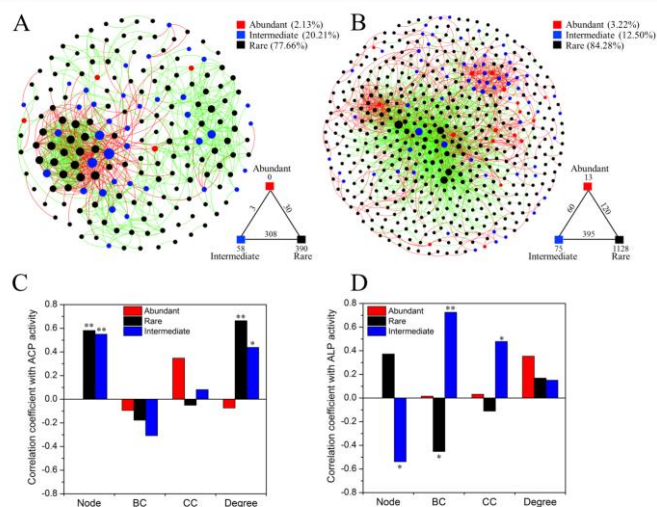 A
Abundant (2.13%)
Intermediate (20.21%)
Rare (77.66%)
Abundant
0
3
30
308
58
390
Intermediate
Rare
B
Abundant (3.22%)
Intermediate (12.50%)
Rare (84.28%)
Abundant
13
60
120
395
75
1128
Intermediate
Rare
C
Correlation coefficient with ACP activity
0.8
0.6
0.4
0.2
0.0
-0.2
-0.4
-0.6
-0.8
Abundant
Rare
Intermediate
** **
** *
Node BC CC Degree
D
Correlation coefficient with ALP activity
0.8
0.6
0.4
0.2
0.0
-0.2
-0.4
-0.6
-0.8
Abundant
Rare
Intermediate
**
*
*
*
Node BC CC Degree